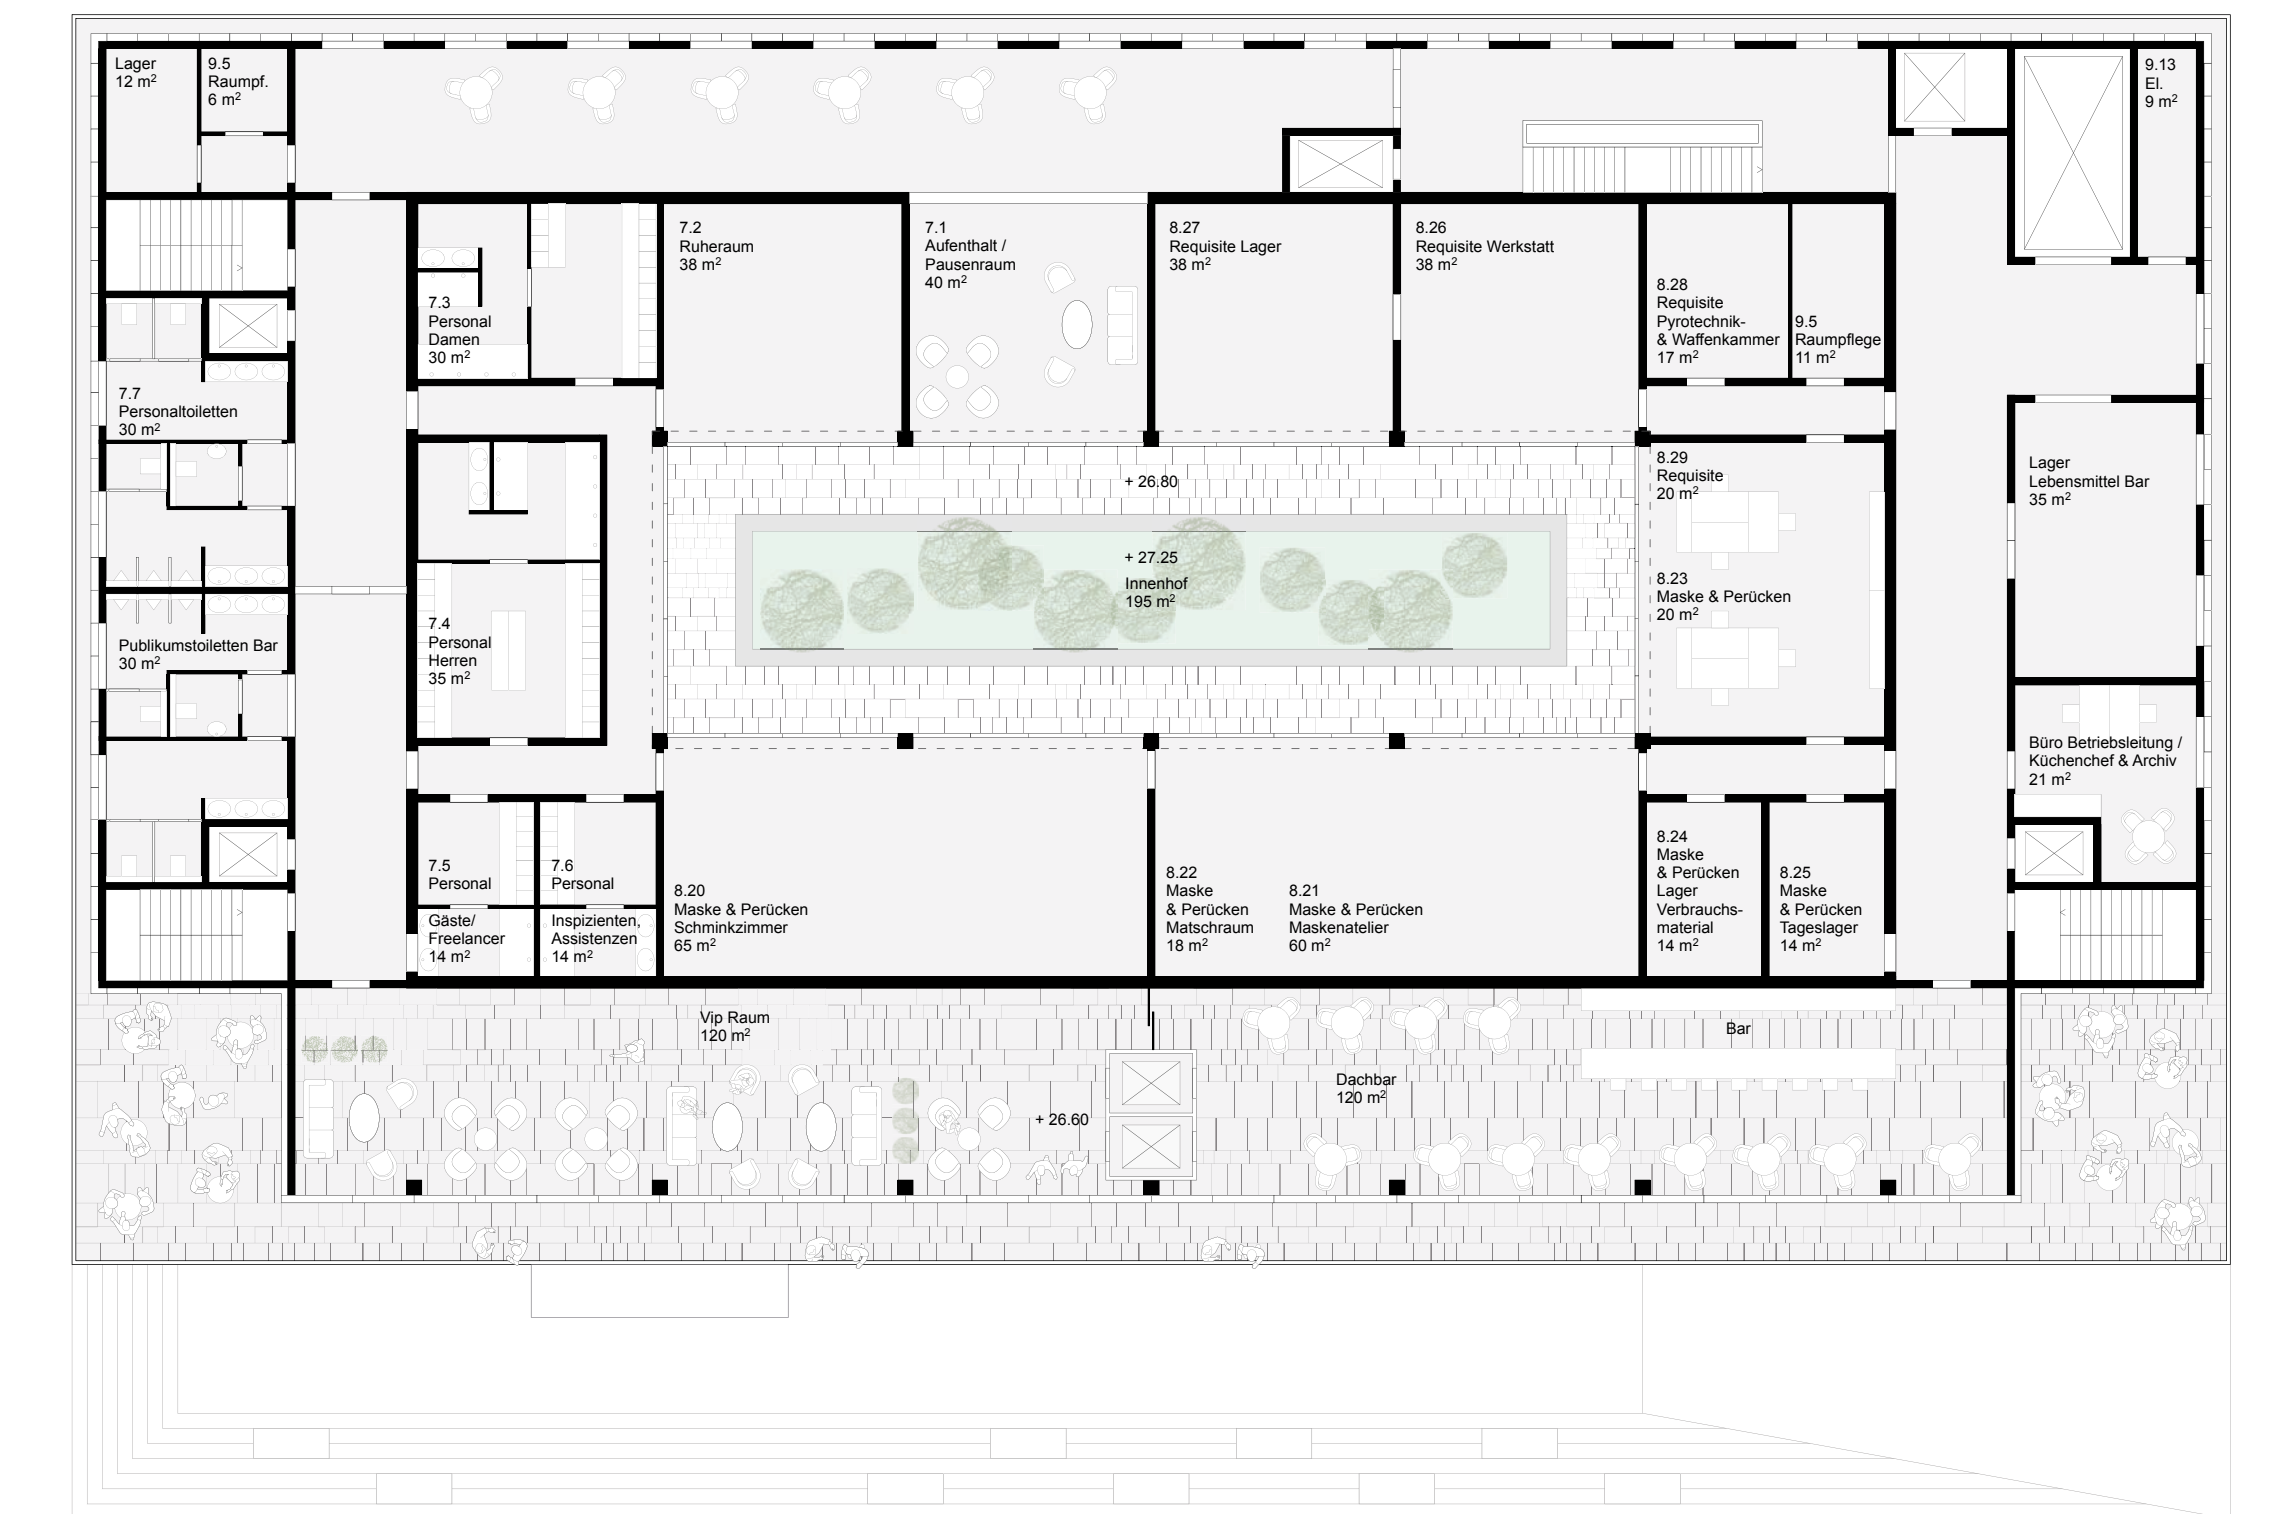 Lager
12 m²
9.5
Raumpf.
6 m²
9.13
El.
9 m²
7.3
Personal
Damen
30 m²
7.2
Ruheraum
38 m²
7.1
Aufenthalt /
Pausenraum
40 m²
8.27
Requisite Lager
38 m²
8.26
Requisite Werkstatt
38 m²
8.28
Requisite
Pyrotechnik-
& Waffenkammer
17 m²
9.5
Raumpflege
11 m²
7.7
Personaltoiletten
30 m²
+ 26.80
+ 27.25
Innenhof
195 m²
8.29
Requisite
20 m²
8.23
Maske & Perücken
20 m²
Lager
Lebensmittel Bar
35 m²
Publikumstoiletten Bar
30 m²
7.4
Personal
Herren
35 m²
Büro Betriebsleitung /
Küchenchef & Archiv
21 m²
7.5
Personal
Gäste/
Freelancer
14 m²
7.6
Personal
Inspizienten,
Assistenzen
14 m²
8.20
Maske & Perücken
Schminkzimmer
65 m²
8.22
Maske
& Perücken
Matschraum
18 m²
8.21
Maske & Perücken
Maskenatelier
60 m²
8.24
Maske
& Perücken
Lager
Verbrauchs-
material
14 m²
8.25
Maske
& Perücken
Tageslager
14 m²
Vip Raum
120 m²
Bar
Dachbar
120 m²
+ 26.60